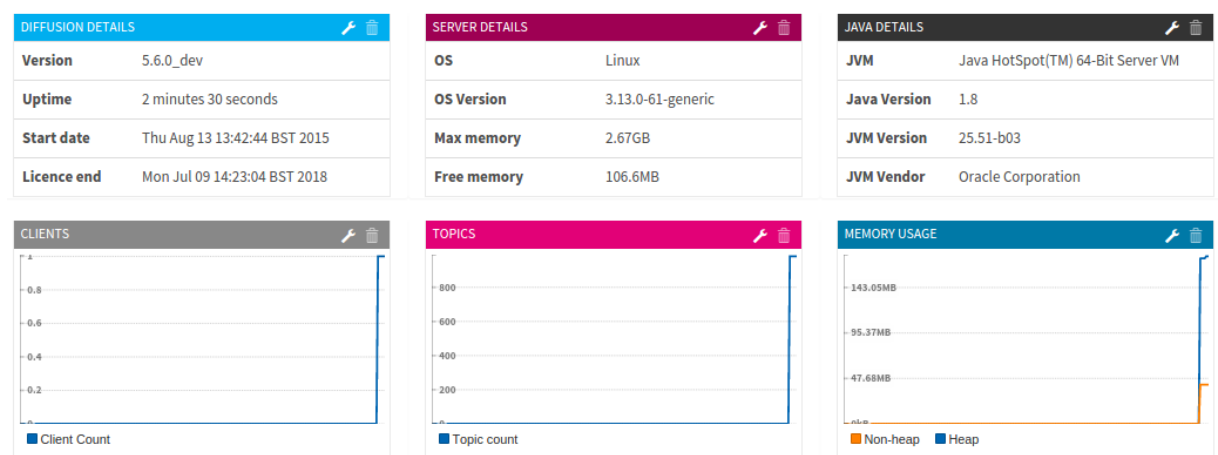 DIFFUSION DETAILS
Version 5.6.0_dev
Uptime 2 minutes 30 seconds
Start date Thu Aug 13 13:42:44 BST 2015
Licence end Mon Jul 09 14:23:04 BST 2018
SERVER DETAILS
OS Linux
OS Version 3.13.0-61-generic
Max memory 2.67GB
Free memory 106.6MB
JAVA DETAILS
JVM Java HotSpot(TM) 64-Bit Server VM
Java Version 1.8
JVM Version 25.51-b03
JVM Vendor Oracle Corporation
CLIENTS
1
0.8
0.6
0.4
0.2
0
Client Count
TOPICS
800
600
400
200
0
Topic count
MEMORY USAGE
143.05MB
95.37MB
47.68MB
0kB
Non-heap Heap